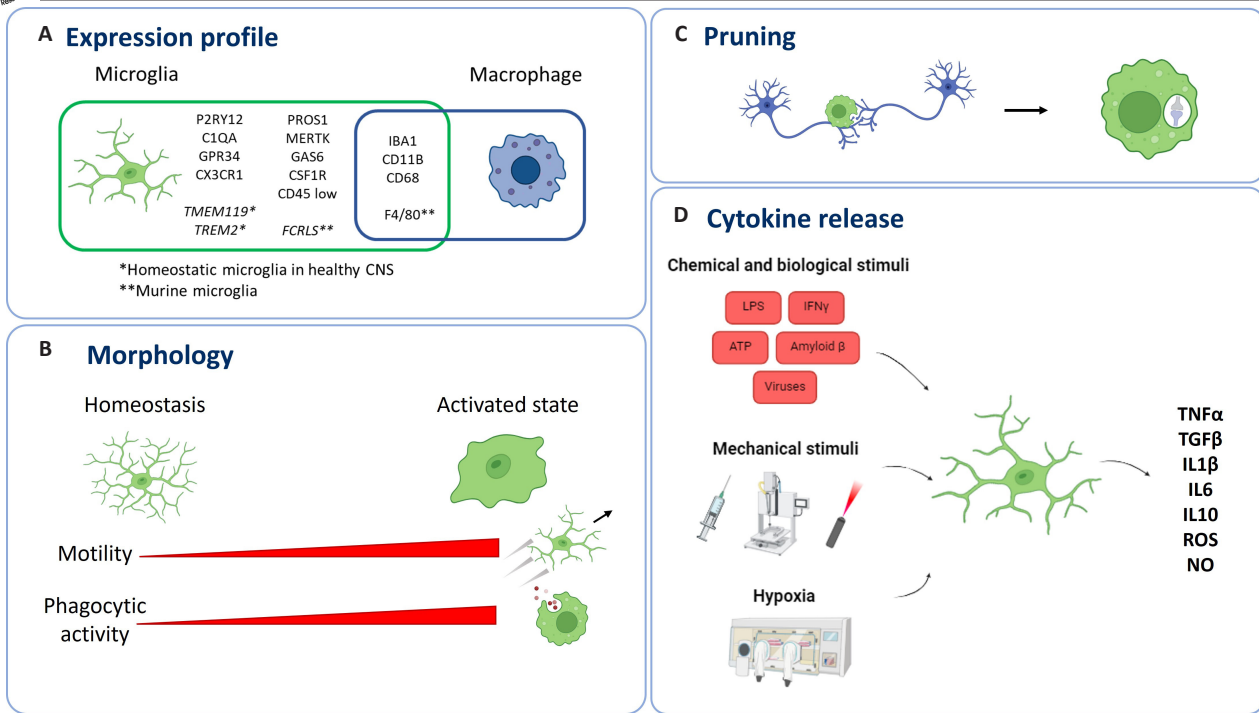 A Expression profile
Microglia
Macrophage
P2RY12
C1QA
GPR34
CX3CR1
TMEM119*
TREM2*
PROS1
MERTK
GAS6
CSF1R
CD45 low
FCRLS**
IBA1
CD11B
CD68
F4/80**
*Homeostatic microglia in healthy CNS
**Murine microglia
B Morphology
Homeostasis
Activated state
Motility
Phagocytic
activity
C Pruning
D Cytokine release
Chemical and biological stimuli
LPS
IFNγ
ATP
Amyloid β
Viruses
Mechanical stimuli
Hypoxia
TNFα
TGFβ
IL1β
IL6
IL10
ROS
NO